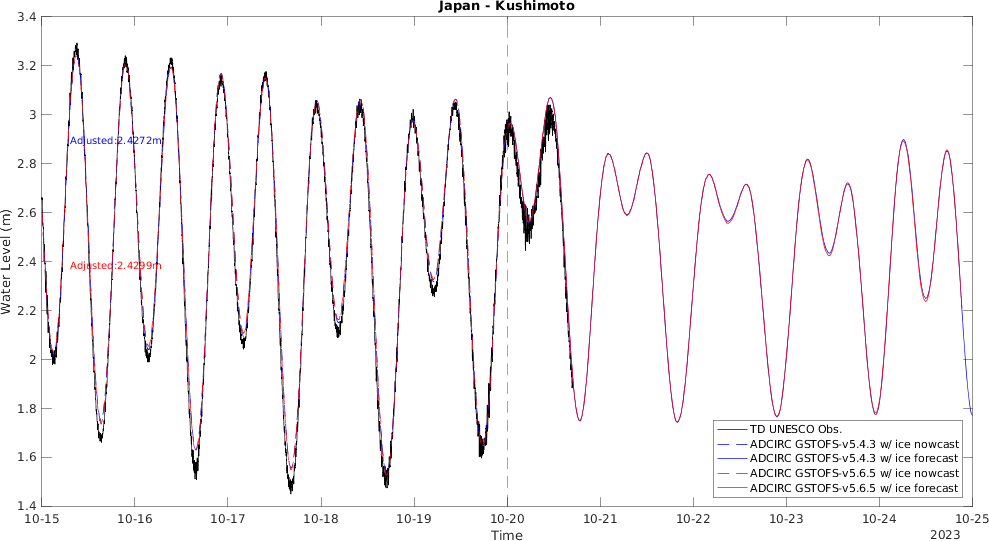 Japan - Kushimoto
3.4
3.2
3
2.8
2.6
2.4
2.2
2
1.8
1.6
1.4
Water Level (m)
Adjusted:2.4272m
Adjusted:2.4299m
TD UNESCO Obs.
ADCIRC GSTOFS-v5.4.3 w/ ice nowcast
ADCIRC GSTOFS-v5.4.3 w/ ice forecast
ADCIRC GSTOFS-v5.6.5 w/ ice nowcast
ADCIRC GSTOFS-v5.6.5 w/ ice forecast
10-15 10-16 10-17 10-18 10-19 10-20 10-21 10-22 10-23 10-24 10-25
Time
2023